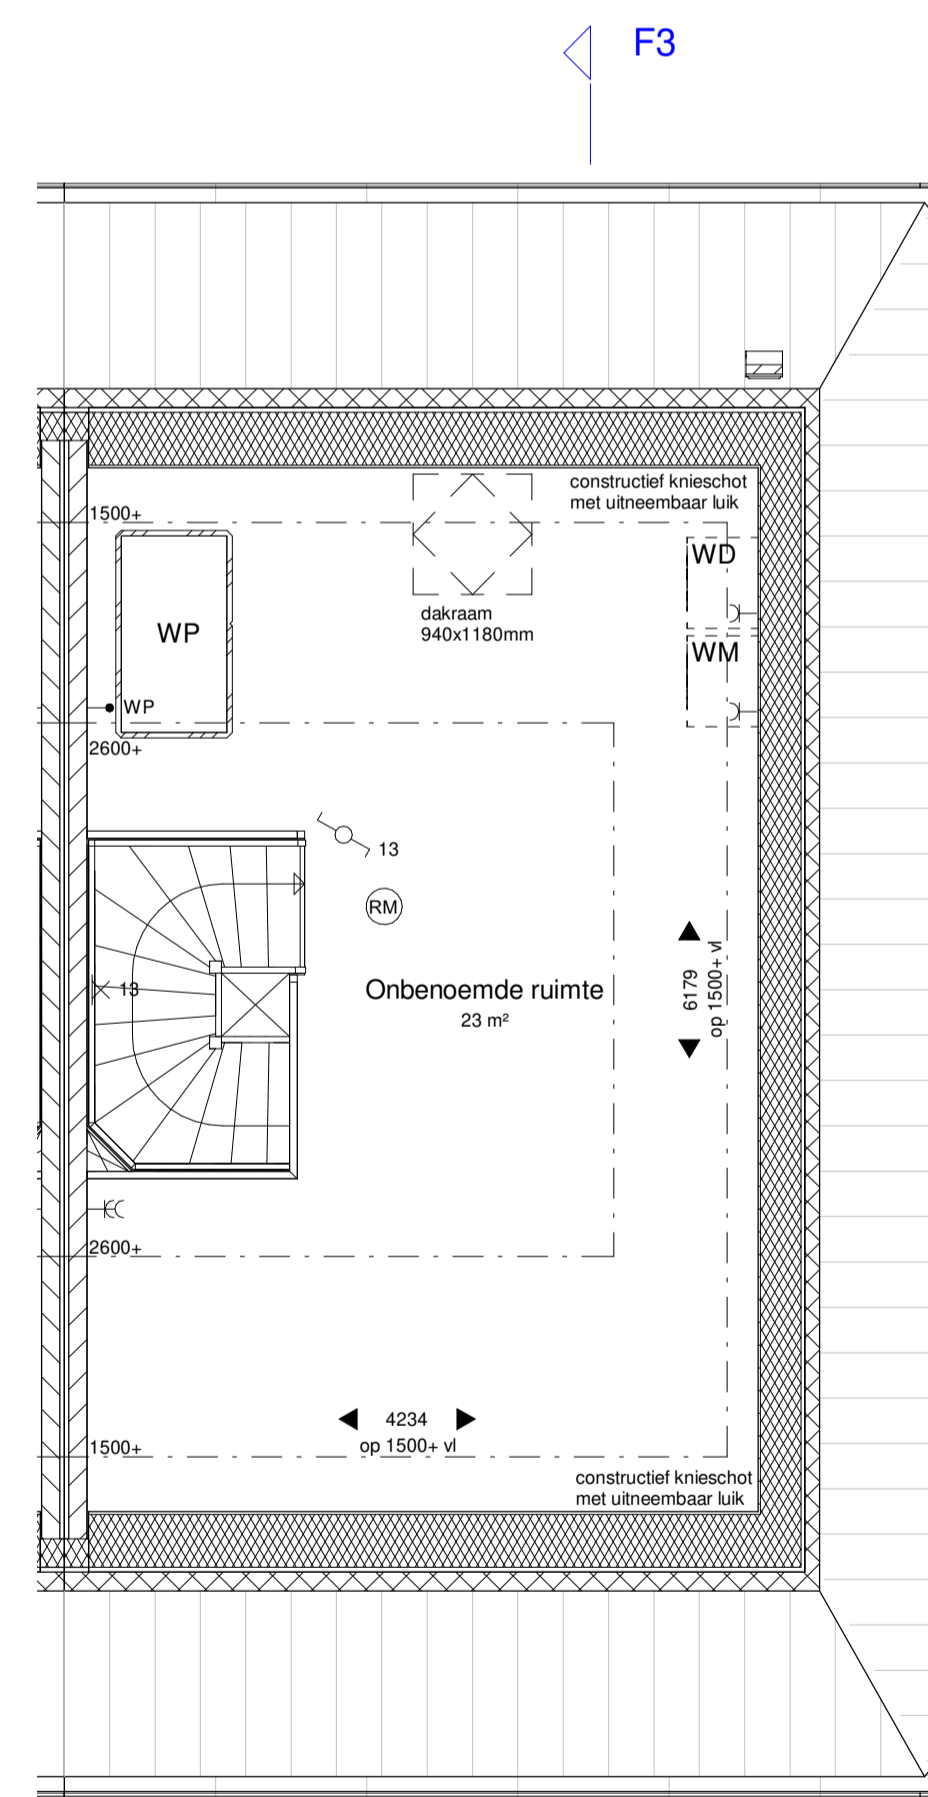 F3
constructief knieschot
met uitneembaar luik
1500+
WD
dakraam
940x1180mm
WP
WM
WP
2600+
13
RM
13
Onbenoemde ruimte
23 m²
6179
op 1500+ vl
2600+
4234
op 1500+ vl
1500+
constructief knieschot
met uitneembaar luik